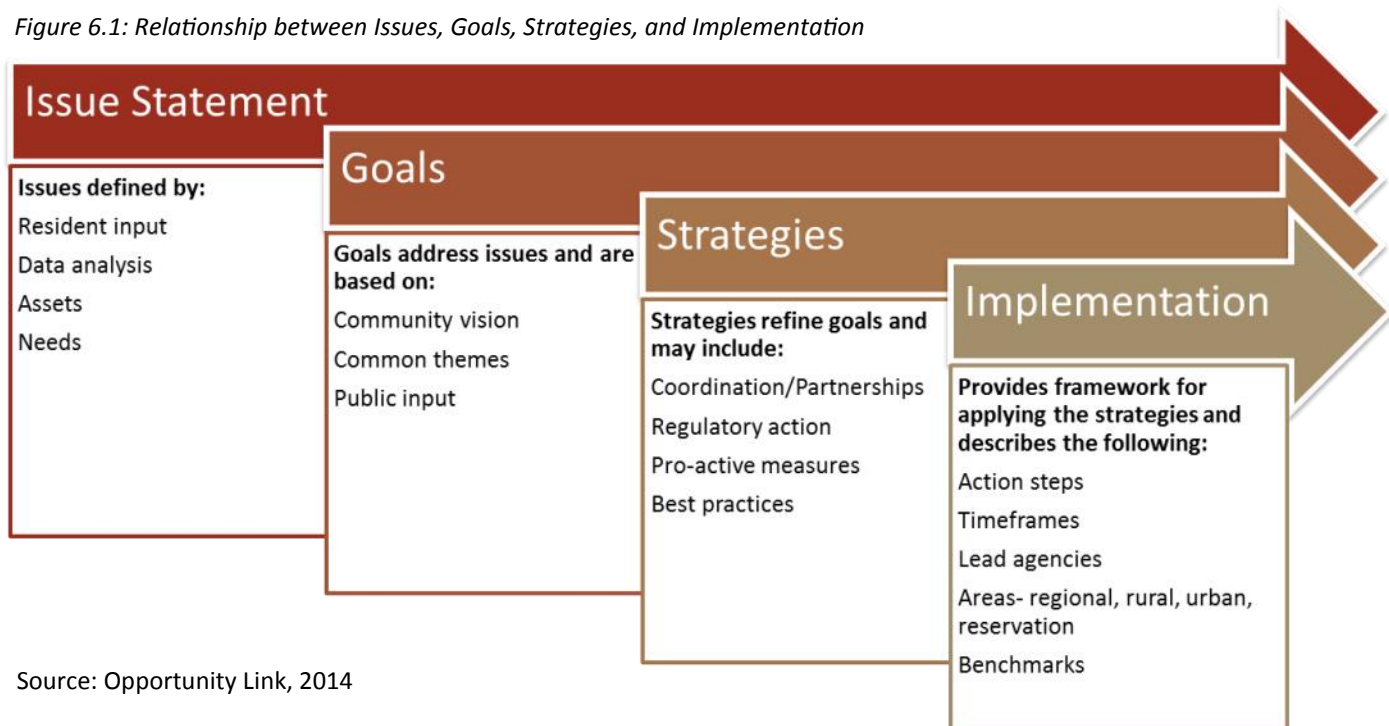 Figure 6.1: Relationship between Issues, Goals, Strategies, and Implementation
Issue Statement
Issues defined by:
Resident input
Data analysis
Assets
Needs
Goals
Goals address issues and are
based on:
Community vision
Common themes
Public input
Strategies
Strategies refine goals and
may include:
Coordination/Partnerships
Regulatory action
Pro-active measures
Best practices
Implementation
Provides framework for
applying the strategies and
describes the following:
Action steps
Timeframes
Lead agencies
Areas- regional, rural, urban,
reservation
Benchmarks
Source: Opportunity Link, 2014